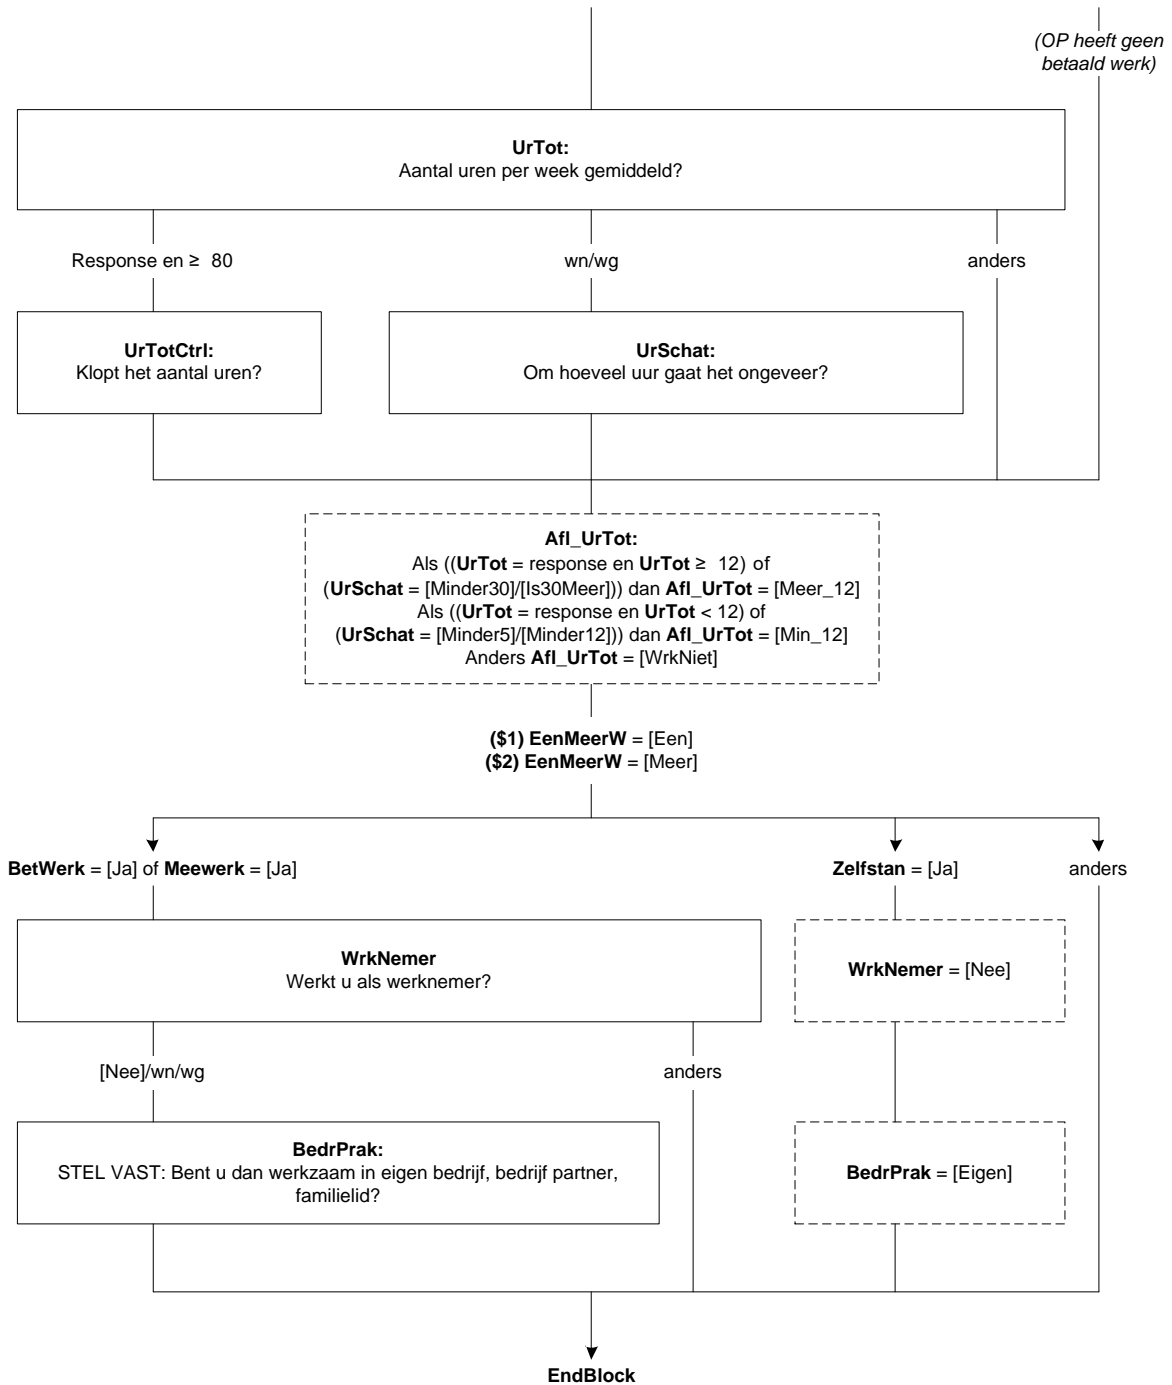 (OP heeft geen
betaald werk)
UrTot:
Aantal uren per week gemiddeld?
Response en ≥ 80
wn/wg
anders
UrTotCtrl:
Klopt het aantal uren?
UrSchat:
Om hoeveel uur gaat het ongeveer?
Afl_UrTot:
Als ((UrTot = response en UrTot ≥ 12) of
(UrSchat = [Minder30]/[Is30Meer])) dan Afl_UrTot = [Meer_12]
Als ((UrTot = response en UrTot < 12) of
(UrSchat = [Minder5]/[Minder12])) dan Afl_UrTot = [Min_12]
Anders Afl_UrTot = [WrkNiet]
($1) EenMeerW = [Een]
($2) EenMeerW = [Meer]
BetWerk = [Ja] of Meewerk = [Ja]
Zelfstan = [Ja]
anders
WrkNemer
Werkt u als werknemer?
WrkNemer = [Nee]
[Nee]/wn/wg
anders
BedrPrak:
STEL VAST: Bent u dan werkzaam in eigen bedrijf, bedrijf partner,
familielid?
BedrPrak = [Eigen]
EndBlock